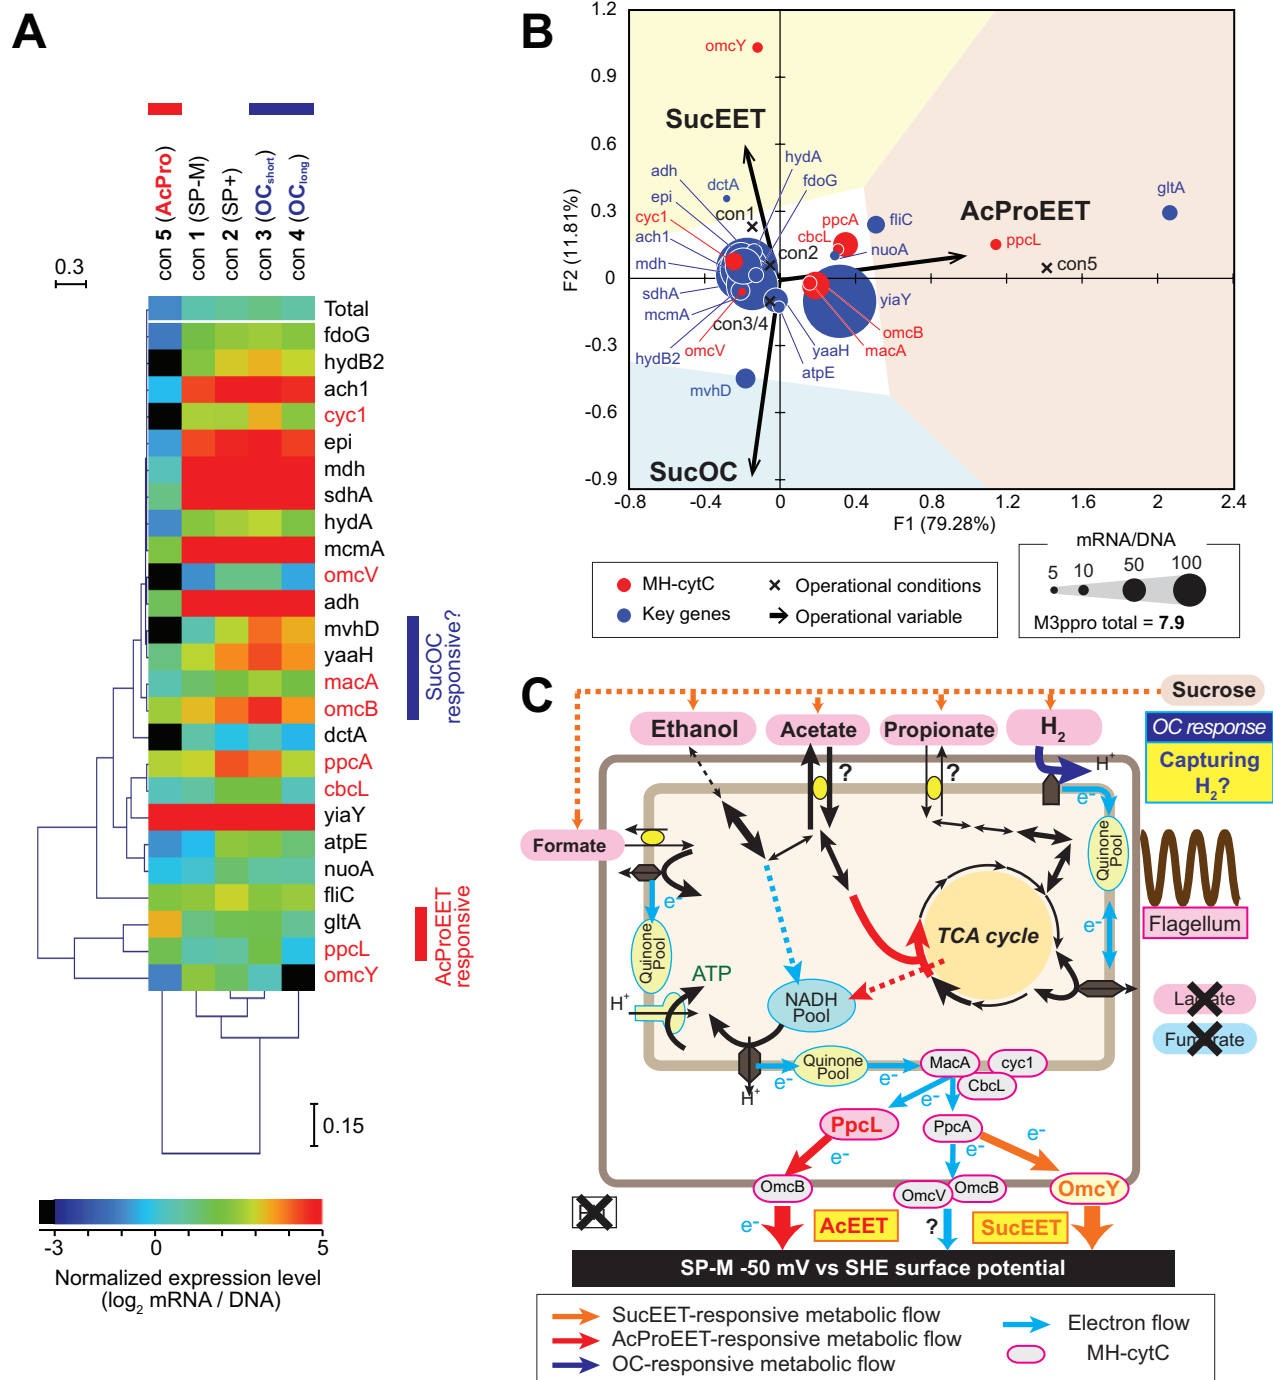 A
con 5 (AcPro)
con 1 (SP-M)
con 2 (SP+)
con 3 (OCshort)
con 4 (OClong)
0.3
Total
fdoG
hydB2
ach1
cyc1
epi
mdh
sdhA
hydA
mcmA
omcV
adh
mvhD
yaaH
macA
omcB
dctA
ppcA
cbcL
yiaY
atpE
nuoA
fliC
gltA
ppcL
omcY
SucOC
responsive?
AcProEET
responsive
0.15
-3 0 5
Normalized expression level
(log2 mRNA / DNA)
B
F2 (11.81%)
1.2
0.9
0.6
0.3
0
-0.3
-0.6
-0.9
-0.8 -0.4 0 0.4 0.8 1.2 1.6 2 2.4
F1 (79.28%)
omcY
SucEET
hydA
adh
fdoG
dctA
epi
gltA
cyc1
con1
ppcA
fliC
AcProEET
ach1
cbcL
ppcL
con2
nuoA
mdh
con5
sdhA
yiaY
mcmA
con3/4
omcB
hydB2
omcV
yaaH
macA
atpE
mvhD
SucOC
MH-cytC
Operational conditions
Key genes
Operational variable
mRNA/DNA
5 10 50 100
M3ppro total = 7.9
C
Sucrose
Ethanol
Acetate
Propionate
H2
OC response
Capturing
H2?
H+
?
?
e-
Quinone
Pool
Formate
e-
Quinone
Pool
TCA cycle
e-
Flagellum
ATP
H+
NADH
Pool
Lactate
Fumarate
H+
e-
Quinone
Pool
e-
MacA
cyc1
CbcL
e-
PpcL
PpcA
e-
e-
e-
OmcB
OmcV
OmcB
OmcY
e-
AcEET
?
SucEET
SP-M -50 mV vs SHE surface potential
SucEET-responsive metabolic flow
AcProEET-responsive metabolic flow
OC-responsive metabolic flow
Electron flow
MH-cytC